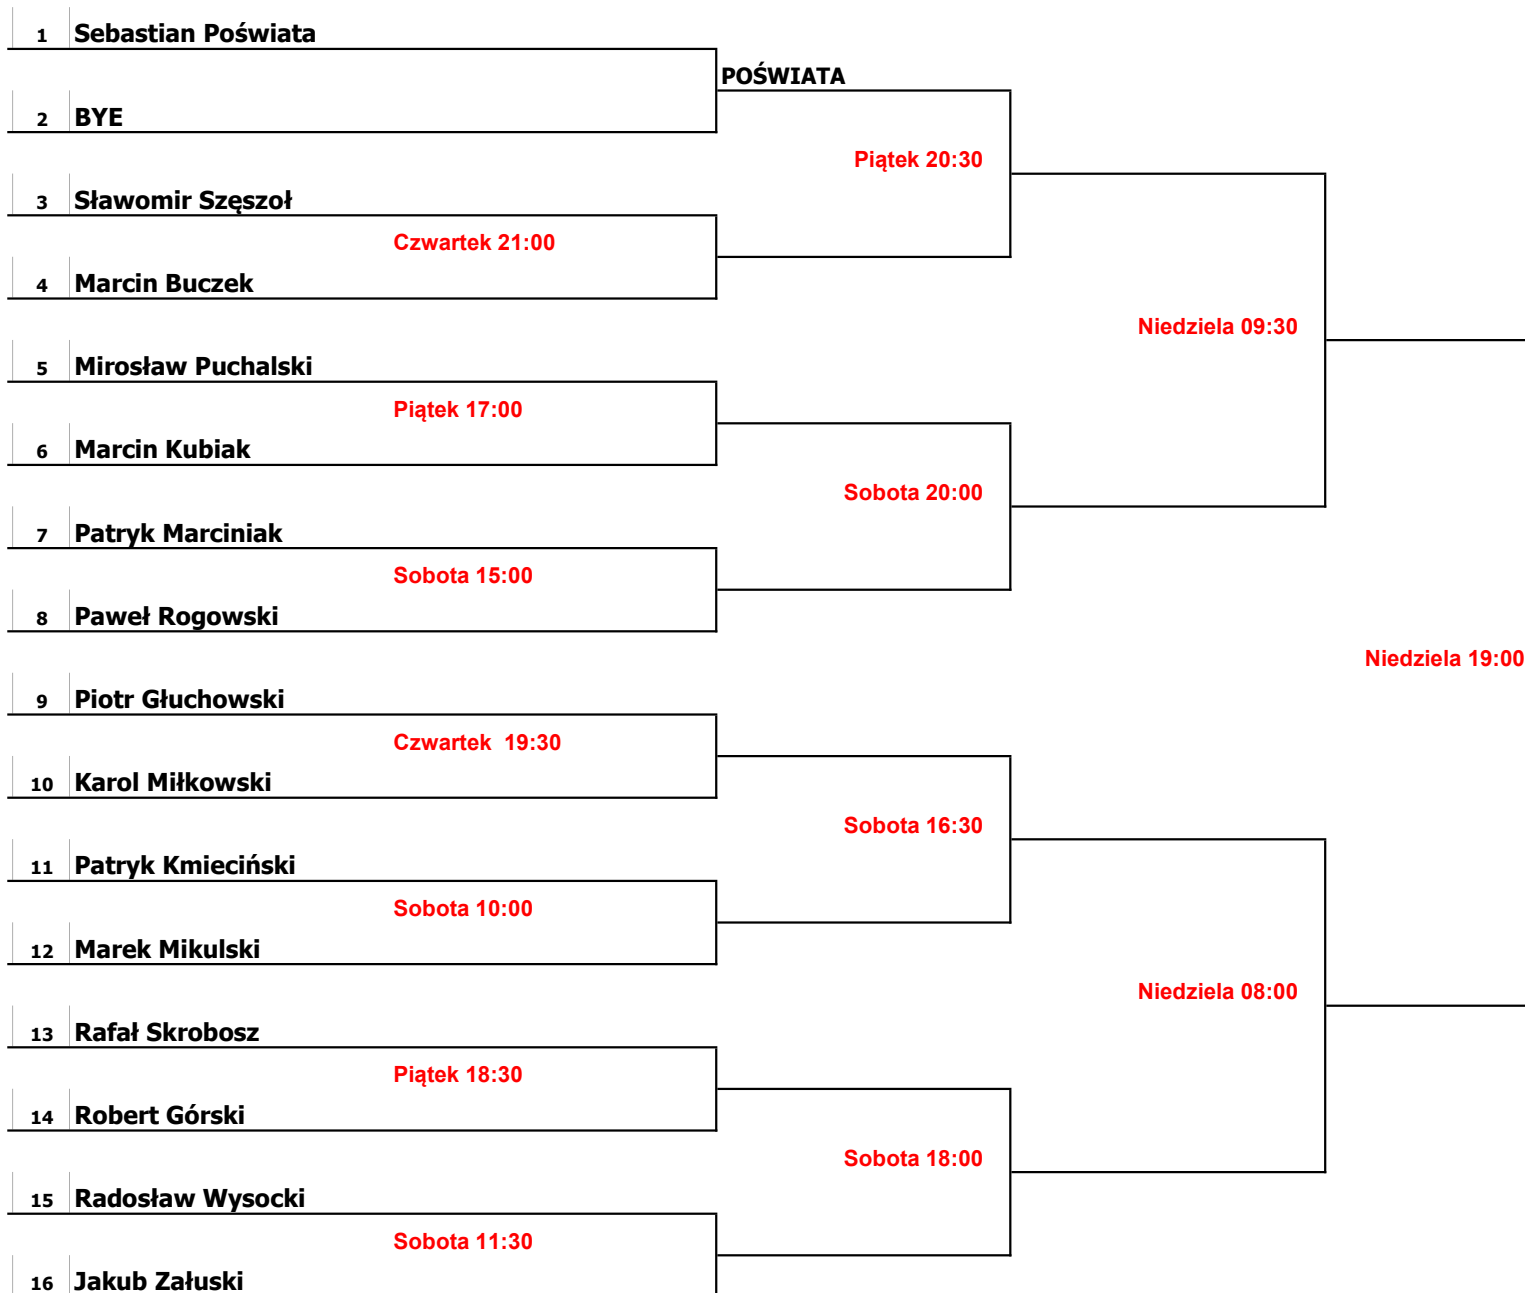 1 Sebastian Poświata
POŚWIATA
2 BYE
Piątek 20:30
3 Sławomir Szęszoł
Czwartek 21:00
4 Marcin Buczek
Niedziela 09:30
5 Mirosław Puchalski
Piątek 17:00
6 Marcin Kubiak
Sobota 20:00
7 Patryk Marciniak
Sobota 15:00
8 Paweł Rogowski
Niedziela 19:00
9 Piotr Głuchowski
Czwartek 19:30
10 Karol Miłkowski
Sobota 16:30
11 Patryk Kmieciński
Sobota 10:00
12 Marek Mikulski
Niedziela 08:00
13 Rafał Skrobosz
Piątek 18:30
14 Robert Górski
Sobota 18:00
15 Radosław Wysocki
Sobota 11:30
16 Jakub Załuski